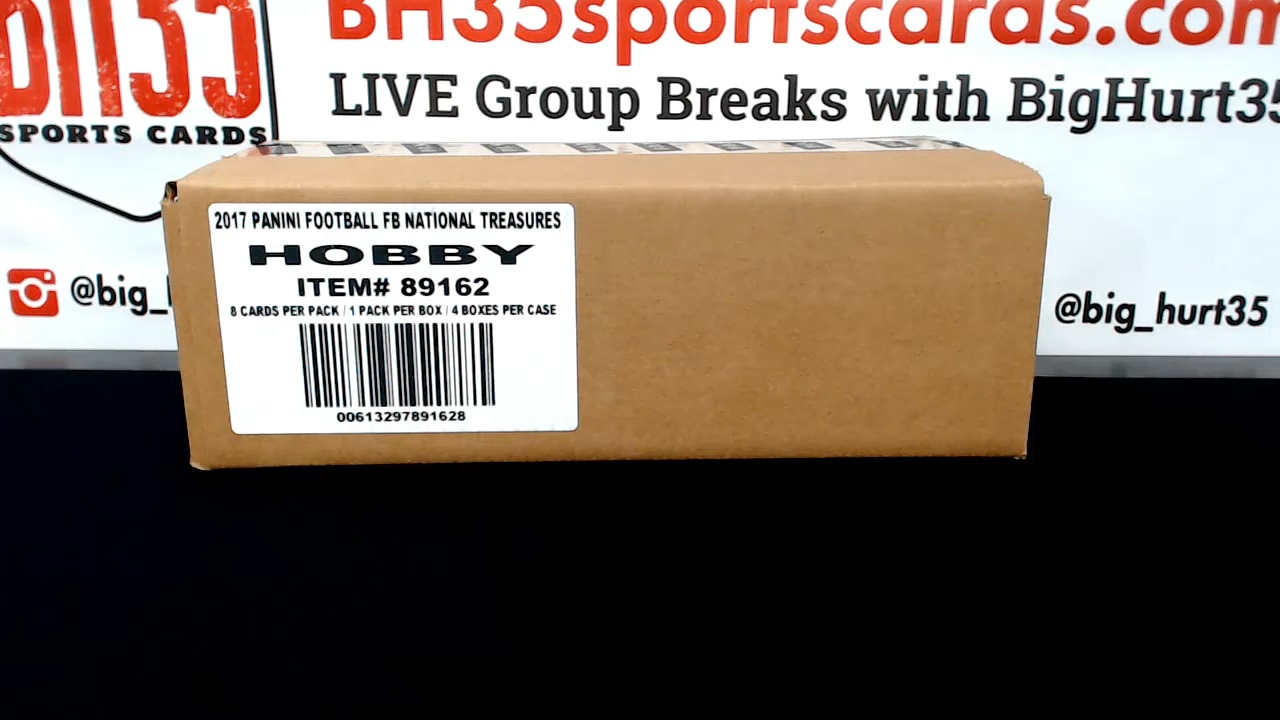 BH35
SPORTS CARDS
BH35sportscards.com
LIVE Group Breaks with BigHurt35
@big_
@big_hurt35
2017 PANINI FOOTBALL FB NATIONAL TREASURES
HOBBY
ITEM# 89162
8 CARDS PER PACK / 1 PACK PER BOX / 4 BOXES PER CASE
00613297891628